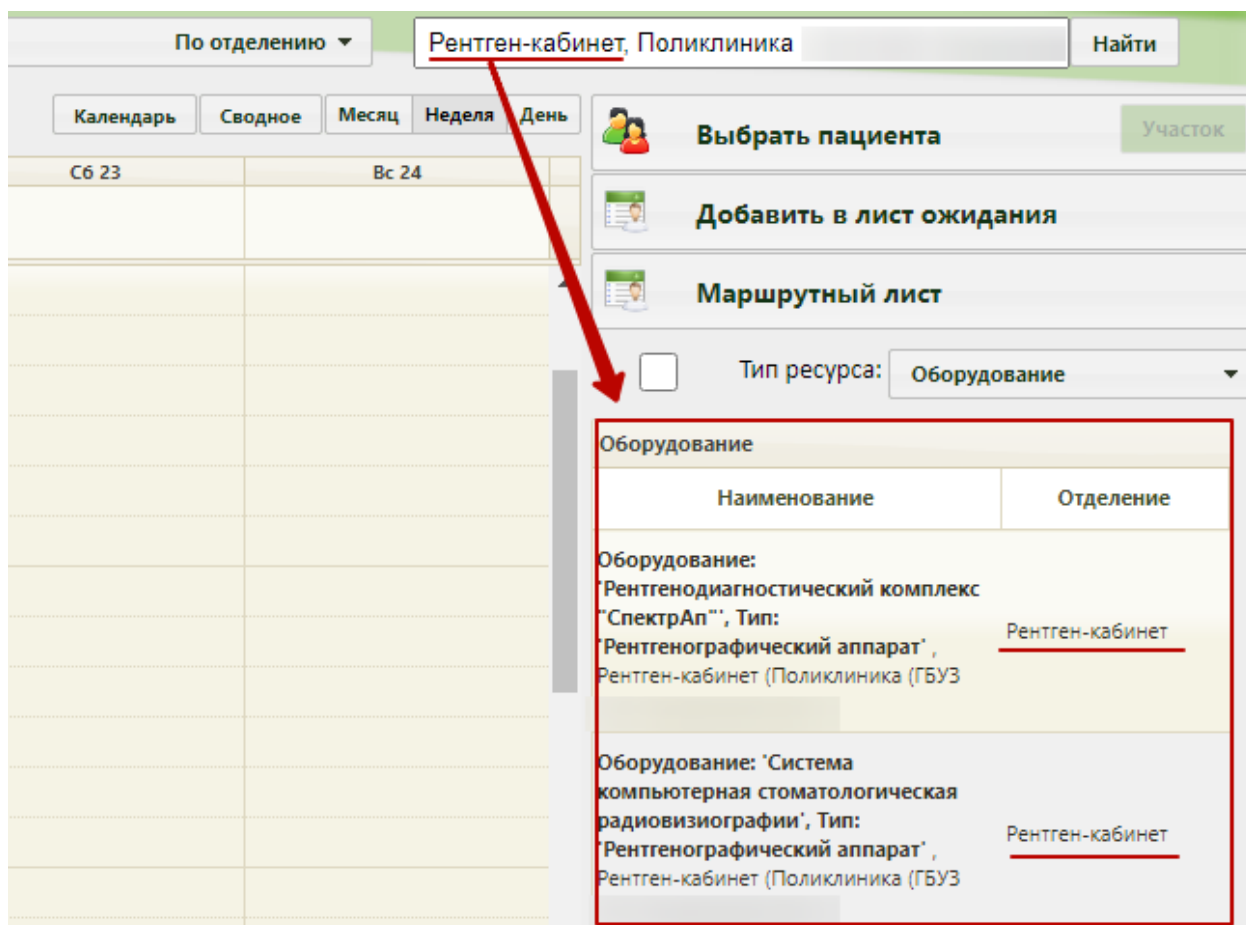 По отделению
Рентген-кабинет, Поликлиника
Найти
Календарь
Сводное
Месяц
Неделя
День
Сб 23
Вс 24
Выбрать пациента
Участок
Добавить в лист ожидания
Маршрутный лист
Тип ресурса:
Оборудование
Оборудование
Наименование
Отделение
Оборудование:
'Рентгенодиагностический комплекс
"СпектрАп"', Тип:
'Рентгенографический аппарат' ,
Рентген-кабинет (Поликлиника (ГБУЗ
Рентген-кабинет
Оборудование: 'Система
компьютерная стоматологическая
радиовизиографии', Тип:
'Рентгенографический аппарат' ,
Рентген-кабинет (Поликлиника (ГБУЗ
Рентген-кабинет